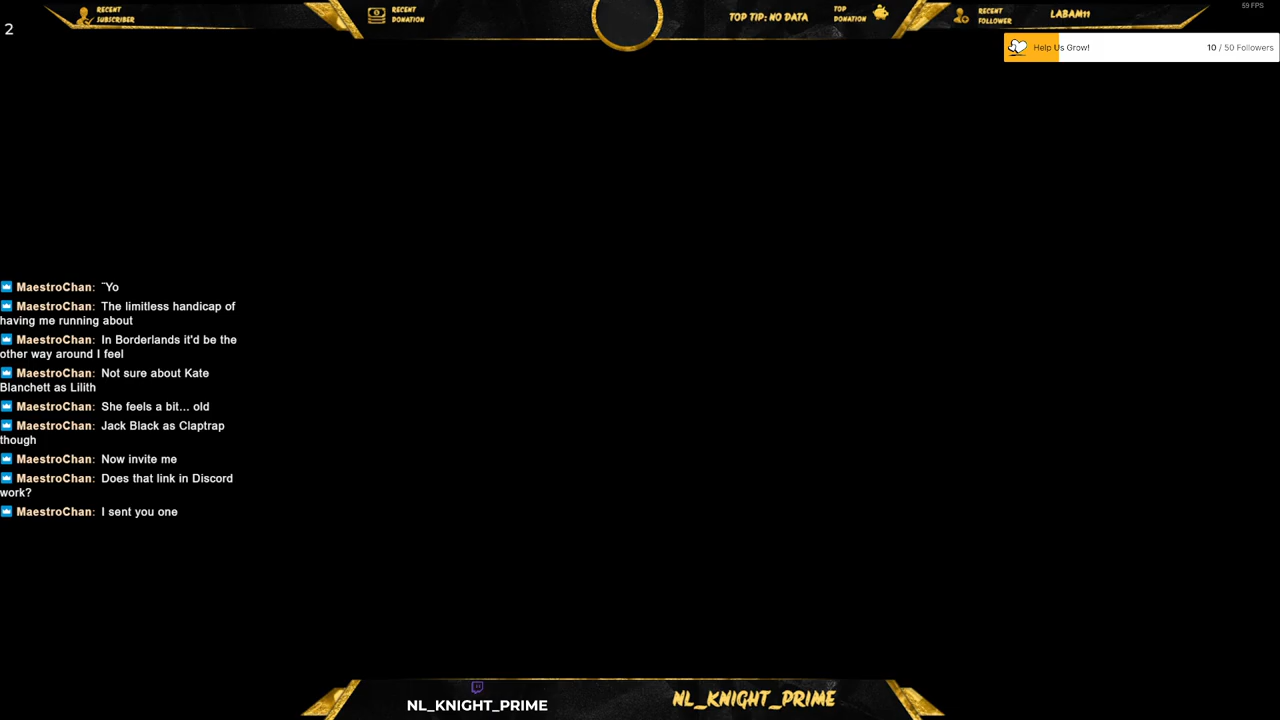 RECENT
SUBSCRIBER
RECENT
DONATION
TOP TIP: NO DATA
TOP
DONATION
RECENT
FOLLOWER
LABAM11
59 FPS
2
Help Us Grow!
10 / 50 Followers
MaestroChan: ¨Yo
MaestroChan: The limitless handicap of
having me running about
MaestroChan: In Borderlands it'd be the
other way around I feel
MaestroChan: Not sure about Kate
Blanchett as Lilith
MaestroChan: She feels a bit... old
MaestroChan: Jack Black as Claptrap
though
MaestroChan: Now invite me
MaestroChan: Does that link in Discord
work?
MaestroChan: I sent you one
NL_KNIGHT_PRIME
NL_KNIGHT_PRIME